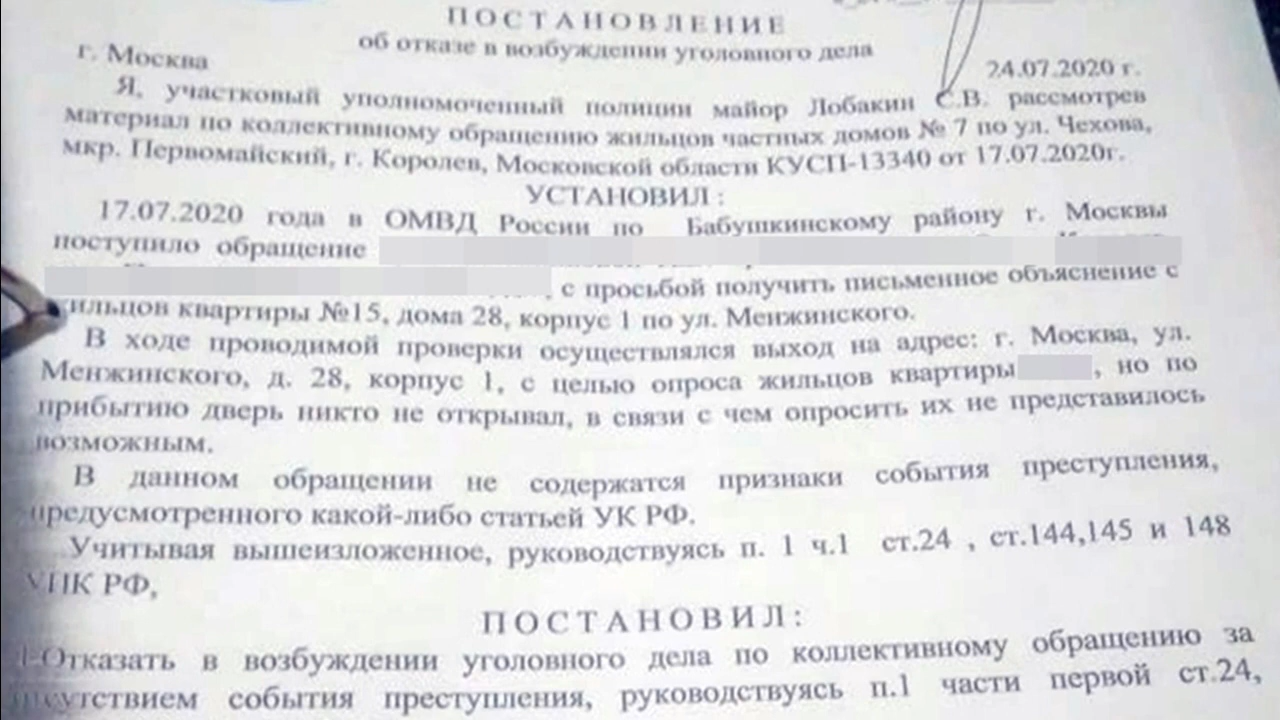 ПОСТАНОВЛЕНИЕ
об отказе в возбуждении уголовного дела
г. Москва
24.07.2020 г.
Я, участковый уполномоченный полиции майор Лобакин С.В. рассмотрев
материал по коллективному обращению жильцов частных домов № 7 по ул. Чехова,
мкр. Первомайский, г. Королев, Московской области КУСП-13340 от 17.07.2020г.
УСТАНОВИЛ :
17.07.2020 года в ОМВД России по Бабушкинскому району г. Москвы
поступило обращение
, с просьбой получить письменное объяснение с
жильцов квартиры №15, дома 28, корпус 1 по ул. Менжинского.
В ходе проводимой проверки осуществлялся выход на адрес: г. Москва, ул.
Менжинского, д. 28, корпус 1, с целью опроса жильцов квартиры , но по
прибытию дверь никто не открывал, в связи с чем опросить их не представилось
возможным.
В данном обращении не содержатся признаки события преступления,
предусмотренного какой-либо статьей УК РФ.
Учитывая вышеизложенное, руководствуясь п. 1 ч.1 ст.24 , ст.144,145 и 148
УПК РФ,
ПОСТАНОВИЛ:
1-Отказать в возбуждении уголовного дела по коллективному обращению за
отсутствием события преступления, руководствуясь п.1 части первой ст.24,